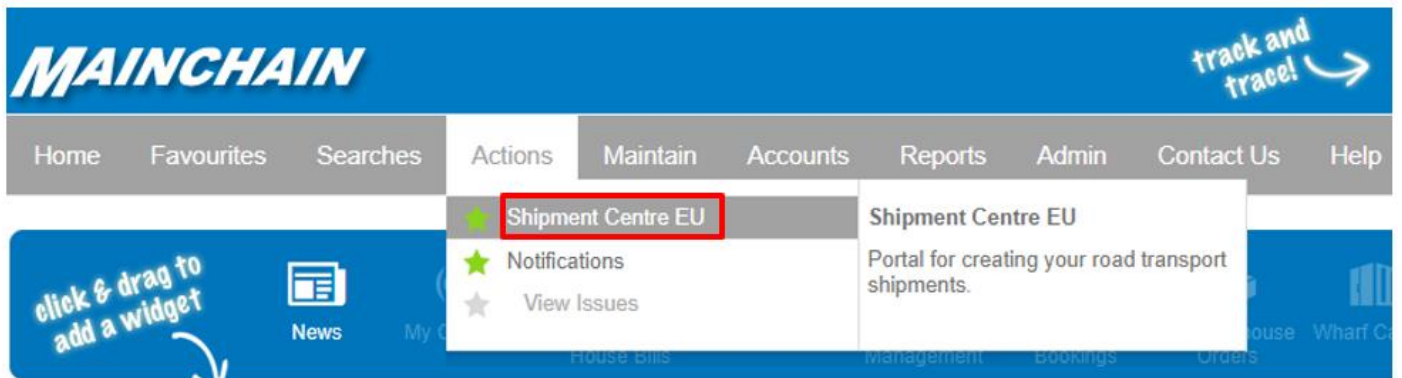 MAINCHAIN
track and
trace!
Home Favourites Searches Actions Maintain Accounts Reports Admin Contact Us Help
Shipment Centre EU
Notifications
View Issues
Shipment Centre EU
Portal for creating your road transport
shipments.
click & drag to
add a widget
News
My
House Bills
Management
Bookings
Orders
Wharf